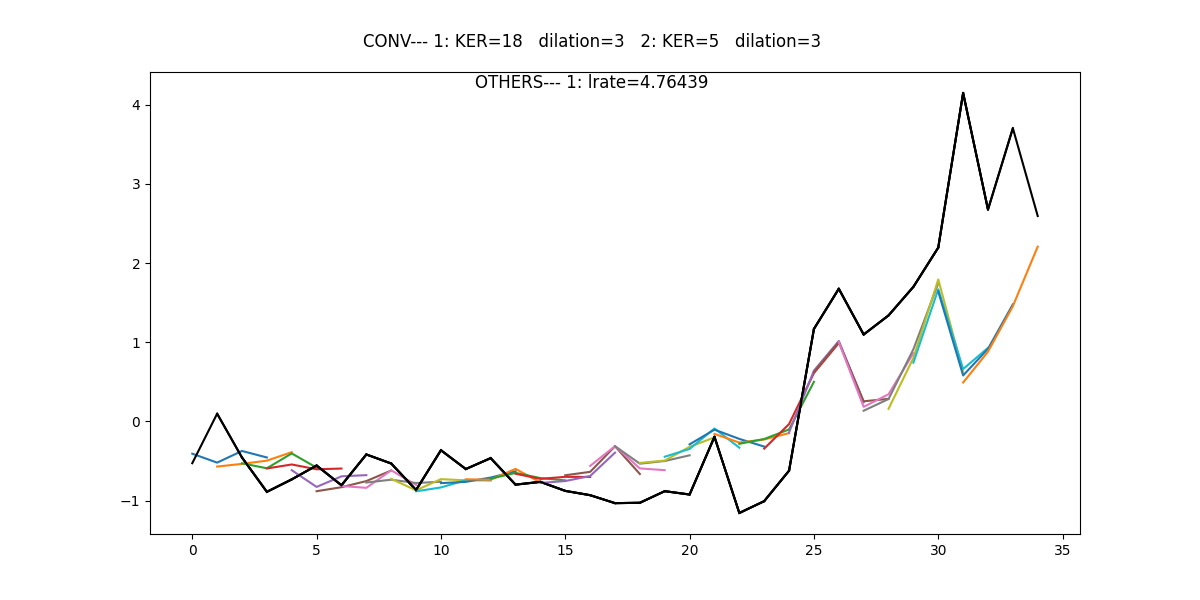 CONV--- 1: KER=18   dilation=3   2: KER=5   dilation=3
OTHERS--- 1: lrate=4.76439
4
3
2
1
0
−1
0 5 10 15 20 25 30 35